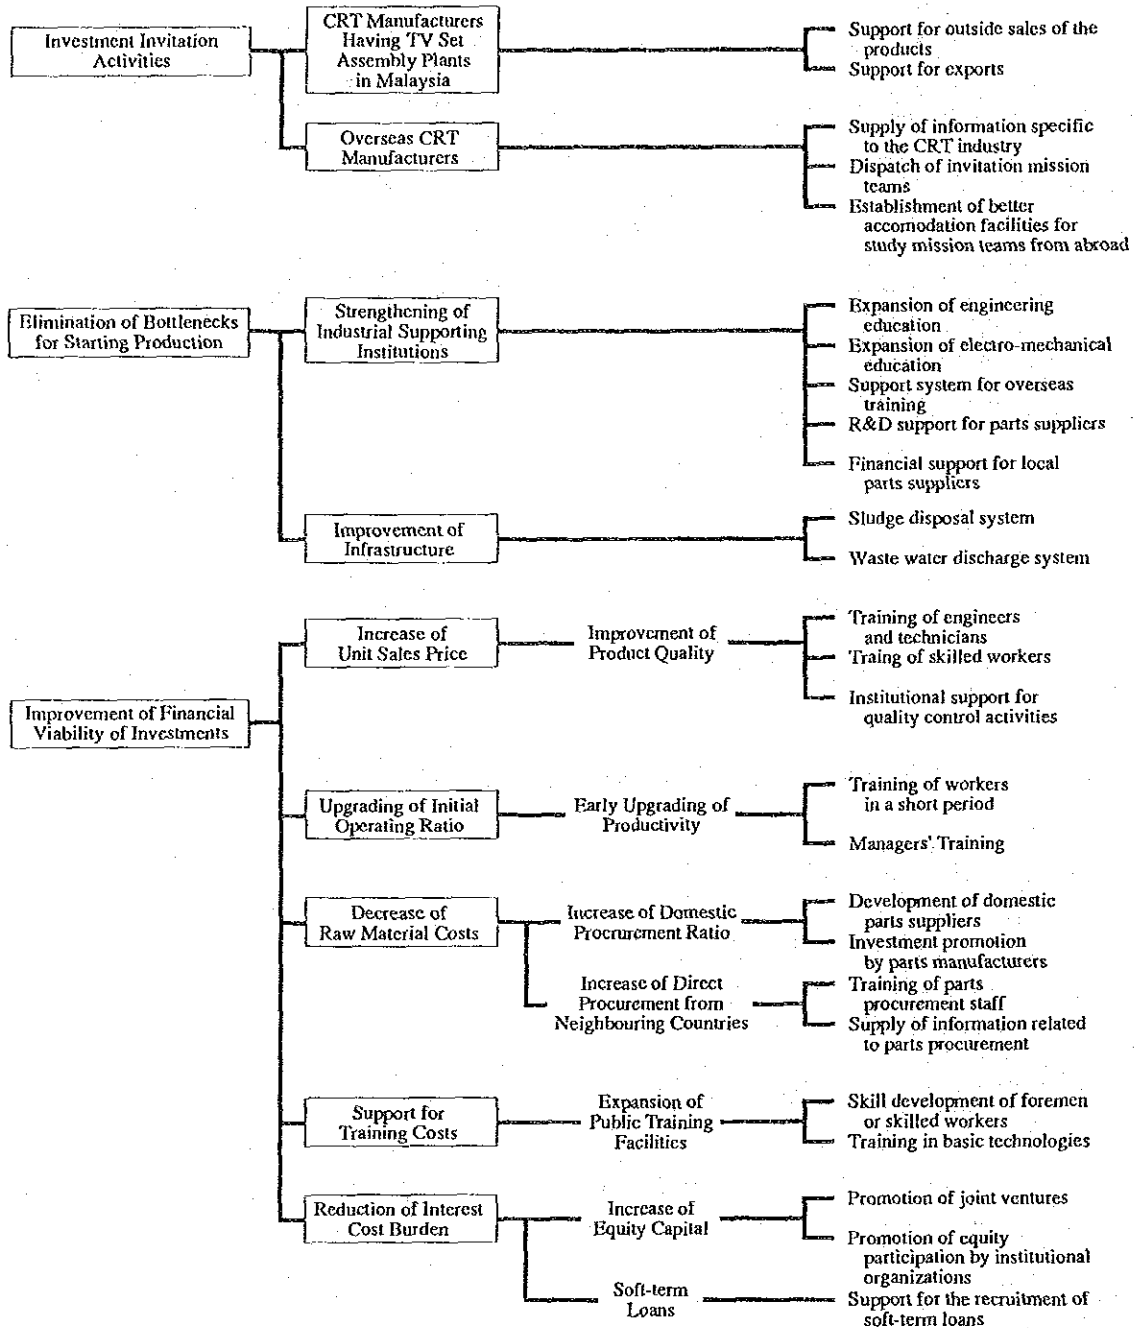 Investment Invitation
Activities
CRT Manufacturers
Having TV Set
Assembly Plants
in Malaysia
Support for outside sales of the
products
Support for exports
Overseas CRT
Manufacturers
Supply of information specific
to the CRT industry
Dispatch of invitation mission
teams
Establishment of better
accomodation facilities for
study mission teams from abroad
Elimination of Bottlenecks
for Starting Production
Strengthening of
Industrial Supporting
Institutions
Expansion of engineering
education
Expansion of electro-mechanical
education
Support system for overseas
training
R&D support for parts suppliers
Financial support for local
parts suppliers
Improvement of
Infrastructure
Sludge disposal system
Waste water discharge system
Improvement of Financial
Viability of Investments
Increase of
Unit Sales Price
Improvement of
Product Quality
Training of engineers
and technicians
Traing of skilled workers
Institutional support for
quality control activities
Upgrading of Initial
Operating Ratio
Early Upgrading of
Productivity
Training of workers
in a short period
Managers' Training
Decrease of
Raw Material Costs
Increase of Domestic
Procrurement Ratio
Development of domestic
parts suppliers
Investment promotion
by parts manufacturers
Increase of Direct
Procurement from
Neighbouring Countries
Training of parts
procurement staff
Supply of information related
to parts procurement
Support for
Training Costs
Expansion of
Public Training
Facilities
Skill development of foremen
or skilled workers
Training in basic technologies
Reduction of Interest
Cost Burden
Increase of
Equity Capital
Promotion of joint ventures
Promotion of equity
participation by institutional
organizations
Soft-term
Loans
Support for the recruitment of
soft-term loans